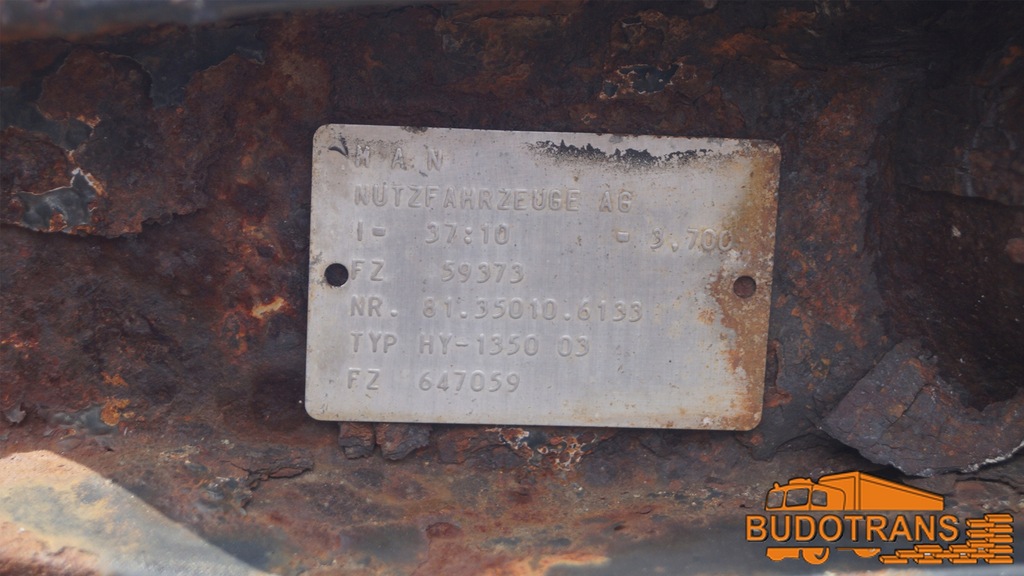 M A N
NUTZFAHRZEUGE AG
I- 37:10 - 3.700
FZ 59373
NR. 81.35010.6133
TYP HY-1350 03
FZ 647059
BUDOTRANS